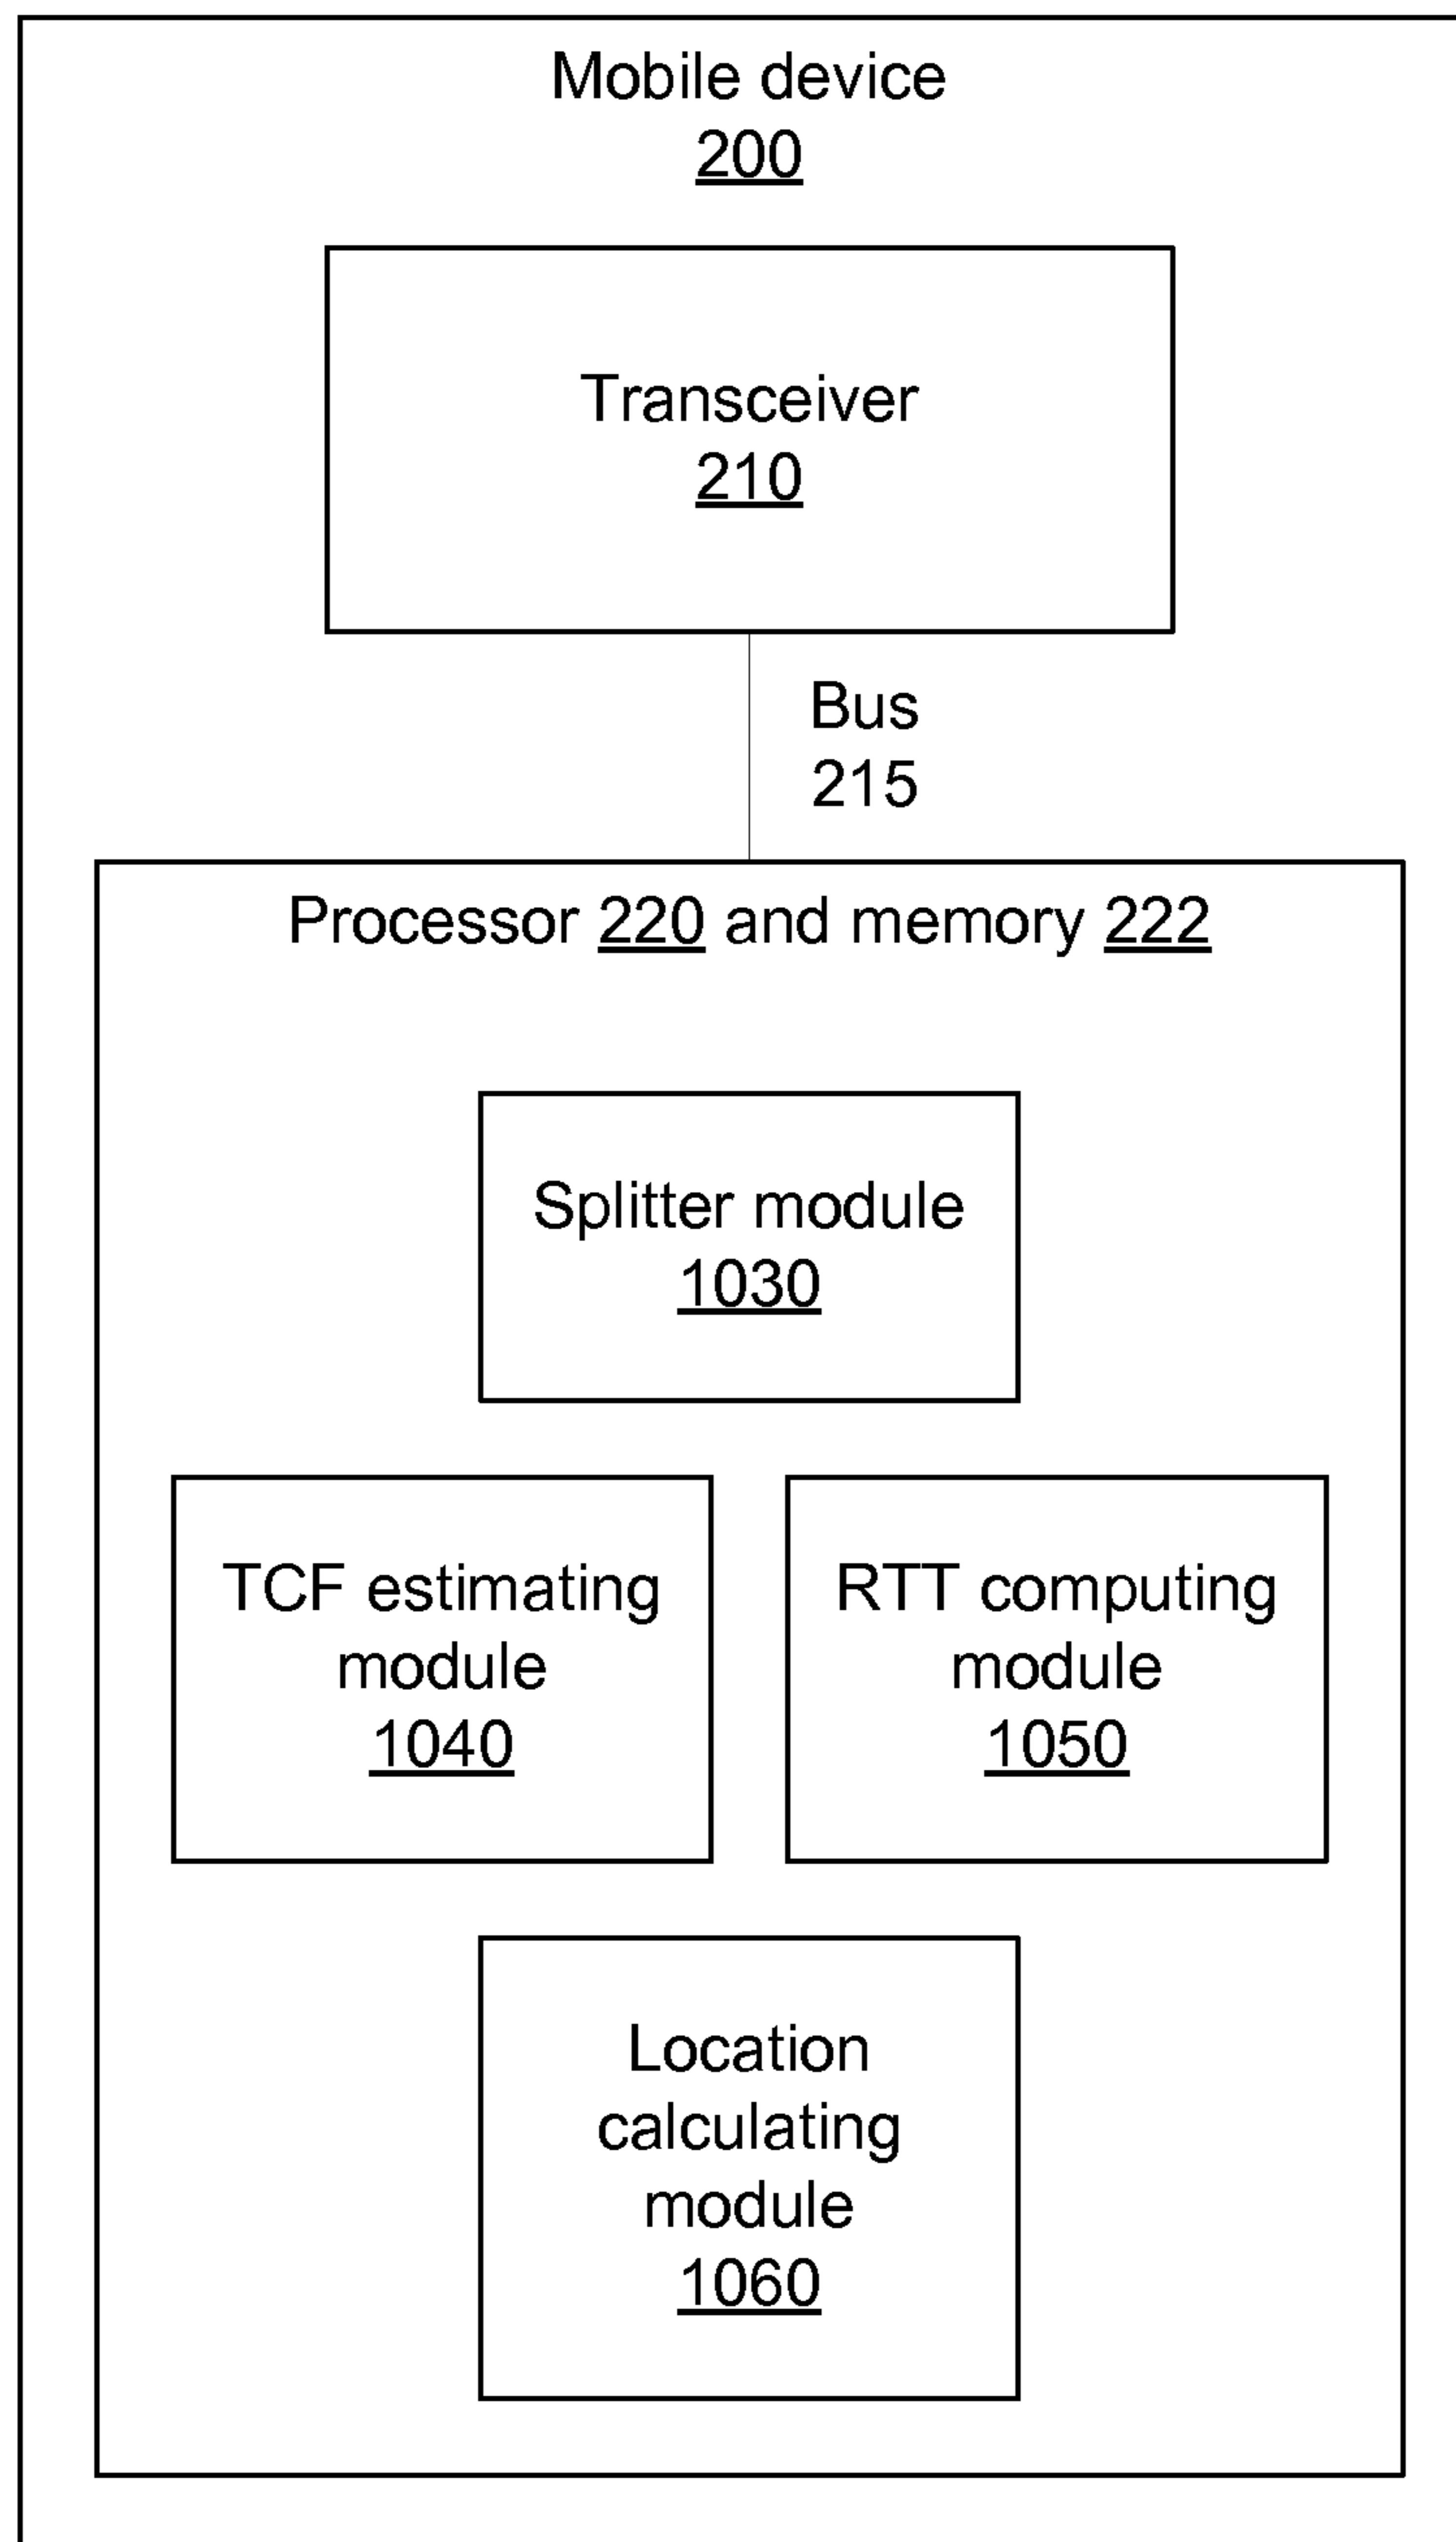 Mobile device
200
Transceiver
210
Bus
215
Processor 220 and memory 222
Splitter module
1030
TCF estimating
module
1040
RTT computing
module
1050
Location
calculating
module
1060